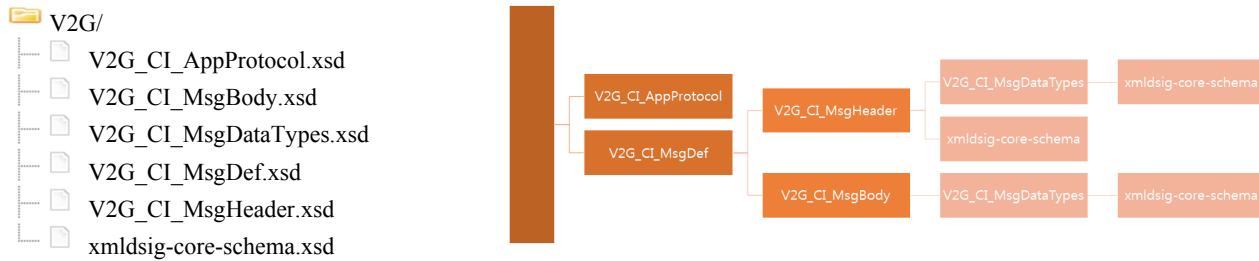 V2G/
V2G_CI_AppProtocol.xsd
V2G_CI_MsgBody.xsd
V2G_CI_MsgDataTypes.xsd
V2G_CI_MsgDef.xsd
V2G_CI_MsgHeader.xsd
xmldsig-core-schema.xsd
V2G_CI_AppProtocol
V2G_CI_MsgDef
V2G_CI_MsgHeader
V2G_CI_MsgDataTypes
xmldsig-core-schema
xmldsig-core-schema
V2G_CI_MsgBody
V2G_CI_MsgDataTypes
xmldsig-core-schema